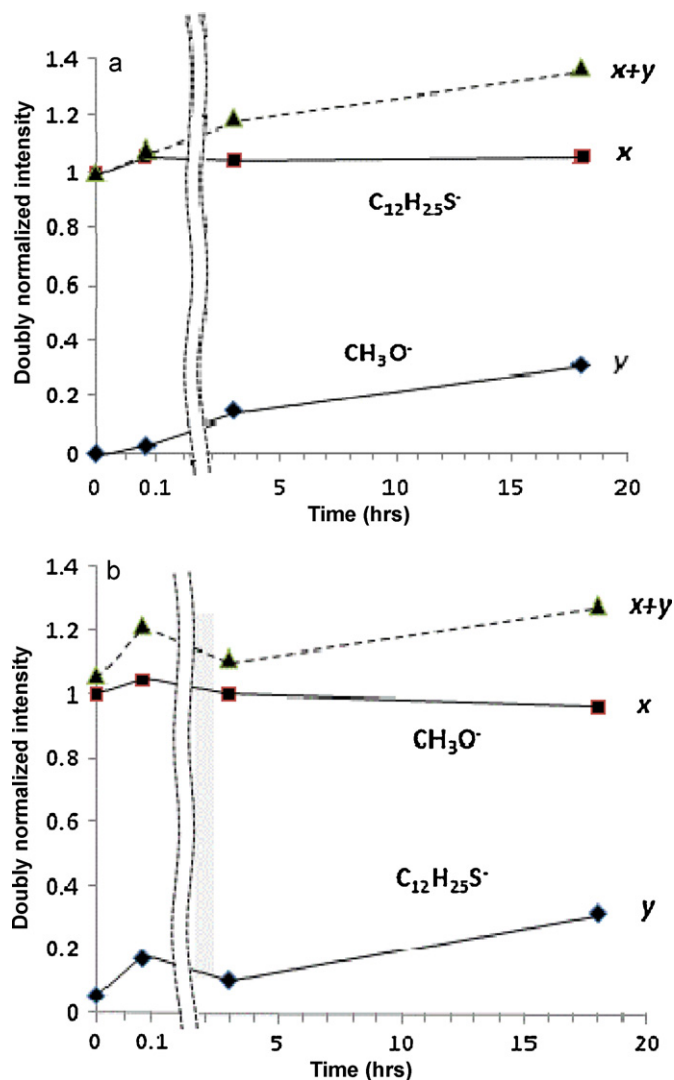 a
1.4
x+y
1.2
x
1
C12H25S-
0.8
0.6
CH3O-
0.4
y
0.2
0
0 0.1 5 10 15 20
Time (hrs)
Doubly normalized intensity
b
1.4
x+y
1.2
1
x
CH3O-
0.8
0.6
C12H25S-
0.4
y
0.2
0
0 0.1 5 10 15 20
Time (hrs)
Doubly normalized intensity